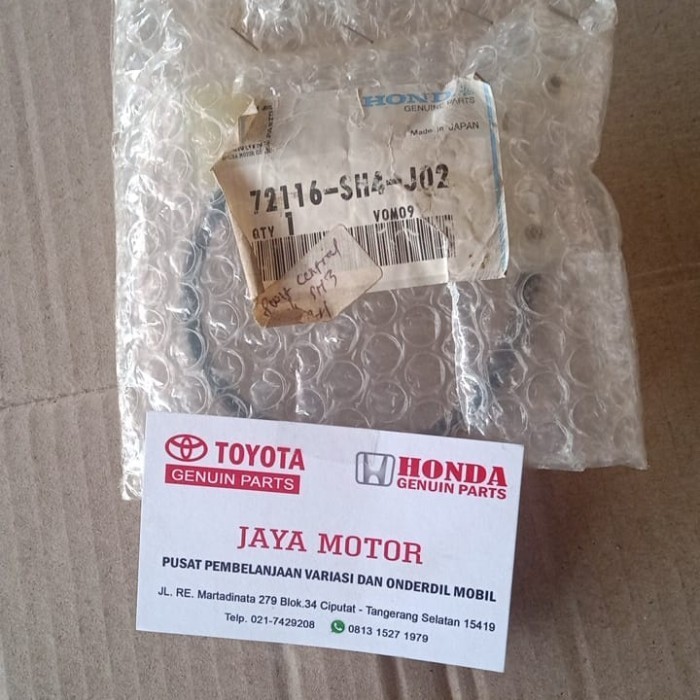 HONDA
GENUINE PARTS
Made in JAPAN
72116-SH4-J02
QTY 1
VOM09
central
TOYOTA
GENUIN PARTS
HONDA
GENUIN PARTS
JAYA MOTOR
PUSAT PEMBELANJAAN VARIASI DAN ONDERDIL MOBIL
JL. RE. Martadinata 279 Blok.34 Ciputat - Tangerang Selatan 15419
Telp. 021-7429208 0813 1527 1979